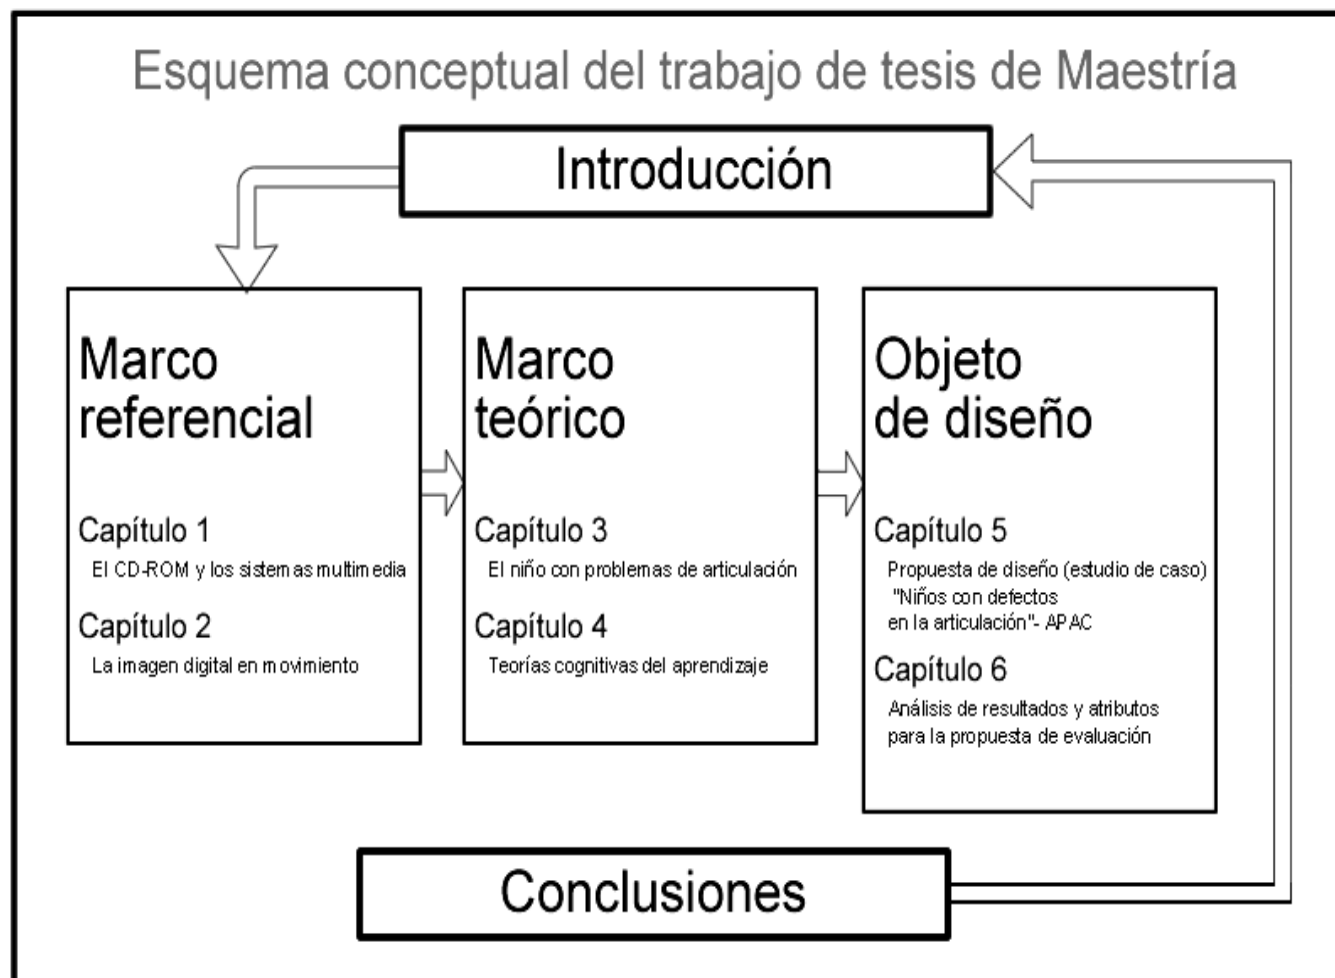 Esquema conceptual del trabajo de tesis de Maestría
Introducción
Marco
referencial
Capítulo 1
El CD-ROM y los sistemas multimedia
Capítulo 2
La imagen digital en movimiento
Marco
teórico
Capítulo 3
El niño con problemas de articulación
Capítulo 4
Teorías cognitivas del aprendizaje
Objeto
de diseño
Capítulo 5
Propuesta de diseño (estudio de caso)
"Niños con defectos
en la articulación"- APAC
Capítulo 6
Análisis de resultados y atributos
para la propuesta de evaluación
Conclusiones